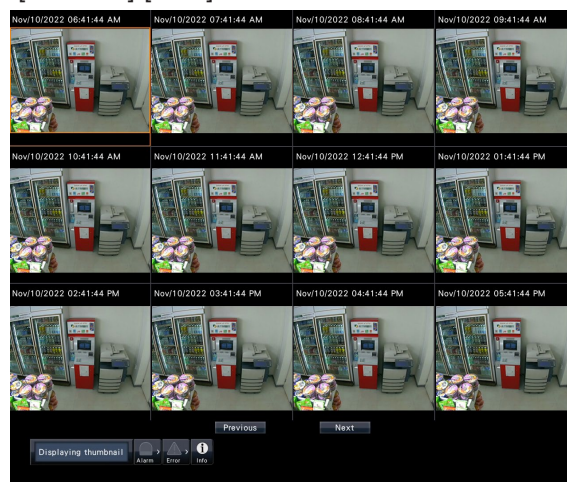 Nov/10/2022 06:41:44 AM
Nov/10/2022 07:41:44 AM
Nov/10/2022 08:41:44 AM
Nov/10/2022 09:41:44 AM
Nov/10/2022 10:41:44 AM
Nov/10/2022 11:41:44 AM
Nov/10/2022 12:41:44 PM
Nov/10/2022 01:41:44 PM
Nov/10/2022 02:41:44 PM
Nov/10/2022 03:41:44 PM
Nov/10/2022 04:41:44 PM
Nov/10/2022 05:41:44 PM
Previous
Next
Displaying thumbnail
Alarm
Error
Info